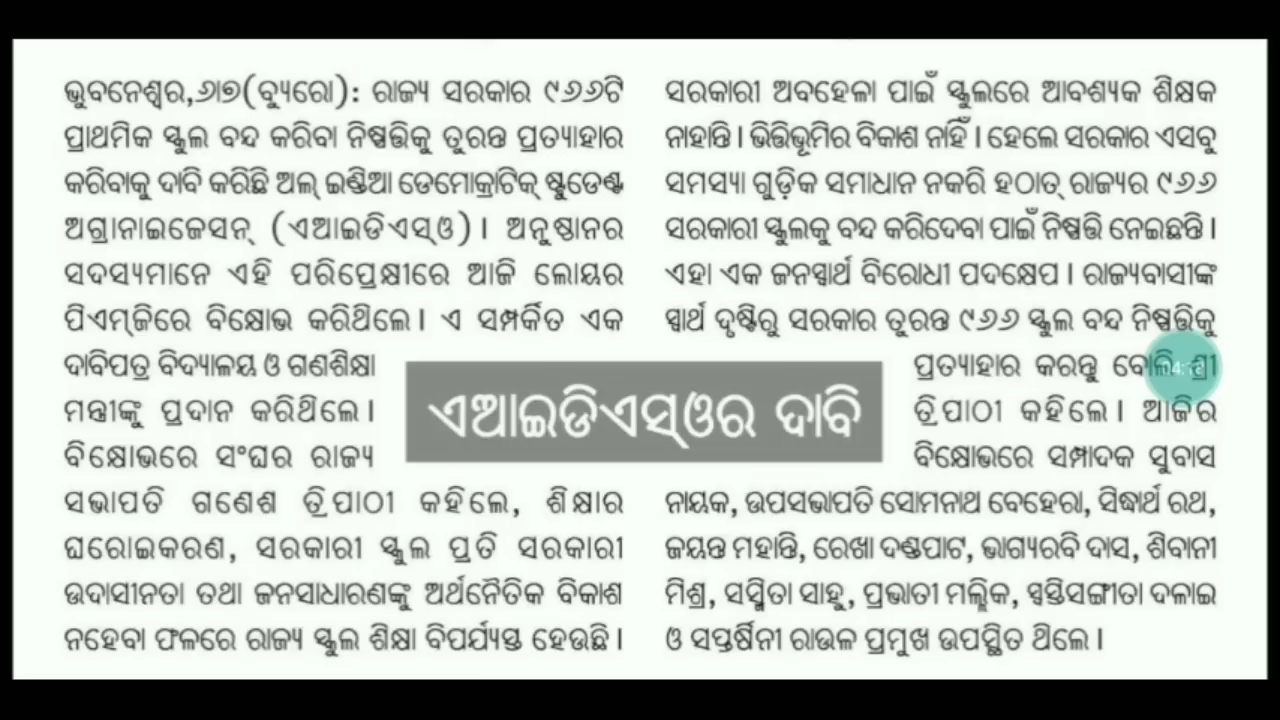 ଭୁବନେଶ୍ୱର,୬ା୭(ବ୍ୟୁରୋ): ରାଜ୍ୟ ସରକାର ୯୬୬ଟି
ପ୍ରାଥମିକ ସ୍କୁଲ ବନ୍ଦ କରିବା ନିଷ୍ପତ୍ତିକୁ ତୁରନ୍ତ ପ୍ରତ୍ୟାହାର
କରିବାକୁ ଦାବି କରିଛି ଅଲ୍ ଇଣ୍ଡିଆ ଡେମୋକ୍ରାଟିକ୍ ଷ୍ଟୁଡେଣ୍ଟ
ଅଗ୍ରାନାଇଜେସନ୍ (ଏଆଇଡିଏସ୍ଓ)। ଅନୁଷ୍ଠାନର
ସଦସ୍ୟମାନେ ଏହି ପରିପ୍ରେକ୍ଷୀରେ ଆଜି ଲୋୟର
ପିଏମ୍‌ଜିରେ ବିକ୍ଷୋଭ କରିଥିଲେ। ଏ ସମ୍ପର୍କିତ ଏକ
ଦାବିପତ୍ର ବିଦ୍ୟାଳୟ ଓ ଗଣଶିକ୍ଷା
ମନ୍ତ୍ରୀଙ୍କୁ ପ୍ରଦାନ କରିଥିଲେ।
ବିକ୍ଷୋଭରେ ସଂଘର ରାଜ୍ୟ
ସଭାପତି ଗଣେଶ ତ୍ରିପାଠୀ କହିଲେ, ଶିକ୍ଷାର
ଘରୋଇକରଣ, ସରକାରୀ ସ୍କୁଲ ପ୍ରତି ସରକାରୀ
ଉଦାସୀନତା ତଥା ଜନସାଧାରଣଙ୍କୁ ଅର୍ଥନୈତିକ ବିକାଶ
ନହେବା ଫଳରେ ରାଜ୍ୟ ସ୍କୁଲ ଶିକ୍ଷା ବିପର୍ଯ୍ୟସ୍ତ ହେଉଛି।
ଏଆଇଡିଏସ୍ଓର ଦାବି
ସରକାରୀ ଅବହେଳା ପାଇଁ ସ୍କୁଲରେ ଆବଶ୍ୟକ ଶିକ୍ଷକ
ନାହାନ୍ତି। ଭିତ୍ତିଭୂମିର ବିକାଶ ନାହିଁ। ହେଲେ ସରକାର ଏସବୁ
ସମସ୍ୟା ଗୁଡ଼ିକ ସମାଧାନ ନକରି ହଠାତ୍ ରାଜ୍ୟର ୯୬୬
ସରକାରୀ ସ୍କୁଲକୁ ବନ୍ଦ କରିଦେବା ପାଇଁ ନିଷ୍ପତ୍ତି ନେଇଛନ୍ତି।
ଏହା ଏକ ଜନସ୍ୱାର୍ଥ ବିରୋଧୀ ପଦକ୍ଷେପ। ରାଜ୍ୟବାସୀଙ୍କ
ସ୍ୱାର୍ଥ ଦୃଷ୍ଟିରୁ ସରକାର ତୁରନ୍ତ ୯୬୬ ସ୍କୁଲ ବନ୍ଦ ନିଷ୍ପତ୍ତିକୁ
ପ୍ରତ୍ୟାହାର କରନ୍ତୁ ବୋଲି ଶ୍ରୀ
ତ୍ରିପାଠୀ କହିଲେ। ଆଜିର
ବିକ୍ଷୋଭରେ ସମ୍ପାଦକ ସୁବାସ
ନାୟକ, ଉପସଭାପତି ସୋମନାଥ ବେହେରା, ସିଦ୍ଧାର୍ଥ ରଥ,
ଜୟନ୍ତ ମହାନ୍ତି, ରେଖା ଦଣ୍ଡପାଟ, ଭାଗ୍ୟରବି ଦାସ, ଶିବାନୀ
ମିଶ୍ର, ସସ୍ମିତା ସାହୁ, ପ୍ରଭାତୀ ମଲ୍ଲିକ, ସ୍ୱସ୍ତିସଙ୍ଗୀତା ଦଳାଇ
ଓ ସପ୍ତର୍ଷିନୀ ରାଉଳ ପ୍ରମୁଖ ଉପସ୍ଥିତ ଥିଲେ।